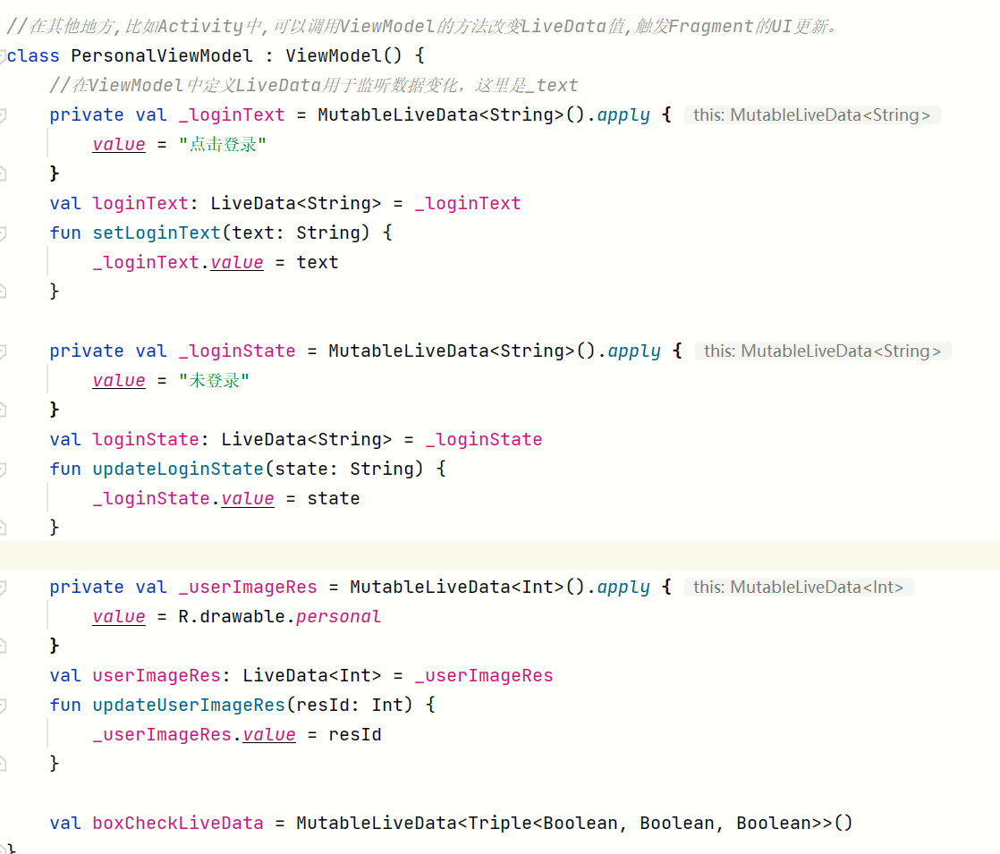 //在其他地方,比如Activity中,可以调用ViewModel的方法改变LiveData值,触发Fragment的UI更新。
class PersonalViewModel : ViewModel() {
    //在ViewModel中定义LiveData用于监听数据变化，这里是_text
    private val _loginText = MutableLiveData<String>().apply { this: MutableLiveData<String>
        value = "点击登录"
    }
    val loginText: LiveData<String> = _loginText
    fun setLoginText(text: String) {
        _loginText.value = text
    }

    private val _loginState = MutableLiveData<String>().apply { this: MutableLiveData<String>
        value = "未登录"
    }
    val loginState: LiveData<String> = _loginState
    fun updateLoginState(state: String) {
        _loginState.value = state
    }

    private val _userImageRes = MutableLiveData<Int>().apply { this: MutableLiveData<Int>
        value = R.drawable.personal
    }
    val userImageRes: LiveData<Int> = _userImageRes
    fun updateUserImageRes(resId: Int) {
        _userImageRes.value = resId
    }

    val boxCheckLiveData = MutableLiveData<Triple<Boolean, Boolean, Boolean>>()
}